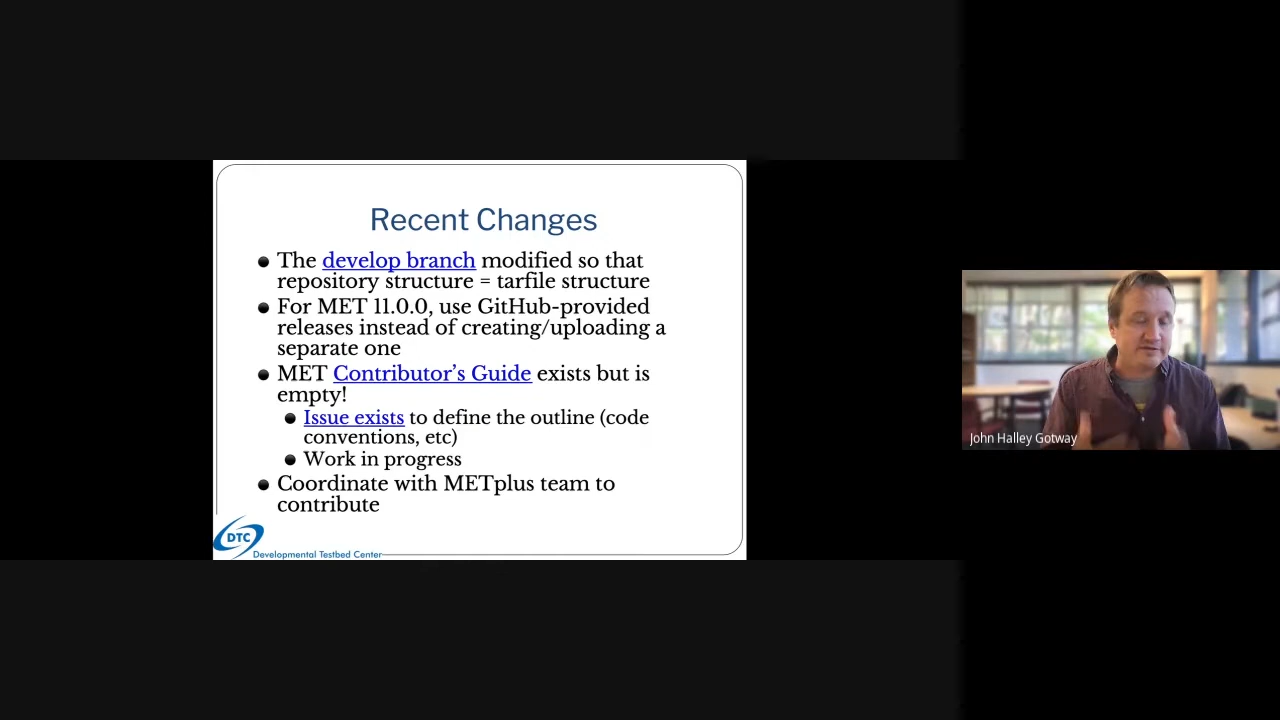 Recent Changes
The develop branch modified so that
repository structure = tarfile structure
For MET 11.0.0, use GitHub-provided
releases instead of creating/uploading a
separate one
MET Contributor's Guide exists but is
empty!
Issue exists to define the outline (code
conventions, etc)
Work in progress
Coordinate with METplus team to
contribute
DTC
Developmental Testbed Center
John Halley Gotway